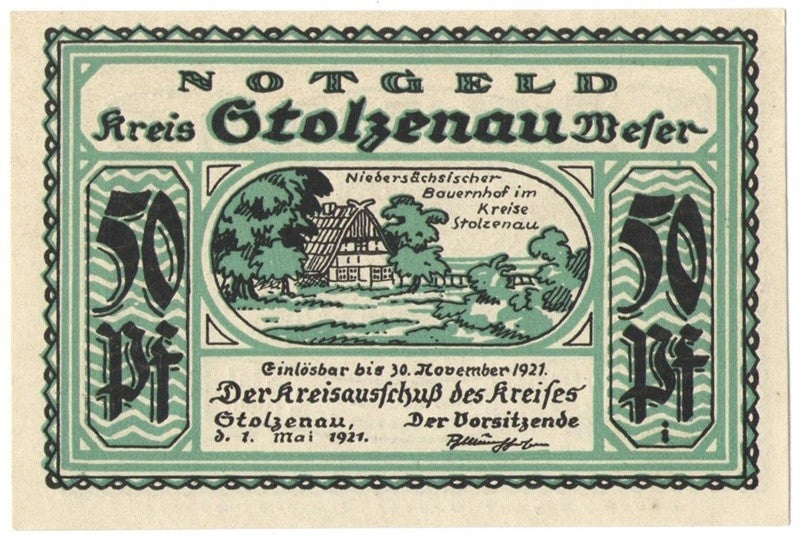 NOTGELD
Kreis Stolzenau Weser
Niedersächsischer
Bauernhof im
Kreise
Stolzenau
50
Pf
50
Pf
i
Einlösbar bis 30. November 1921.
Der Kreisausschuß des Kreises
Stolzenau, Der Vorsitzende
d. 1. Mai 1921.